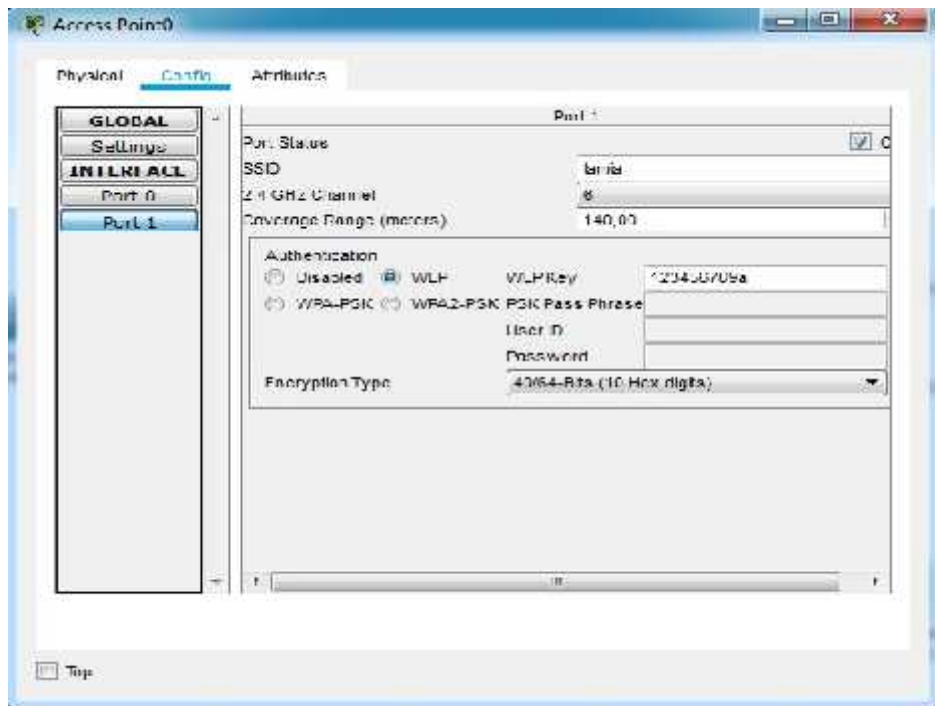 Access Point0
Physical Config Attributes
GLOBAL
Settings
INTERFACE
Port 0
Port 1
Port 1
Port Status
SSID
2.4 GHz Channel 6
Coverage Range (meters) 140,00
Authentication
Disabled WEP WEP Key 123456789a
WPA-PSK WPA2-PSK PSK Pass Phrase
User ID
Password
Encryption Type 40/64-Bits (10 Hex digits)
Top